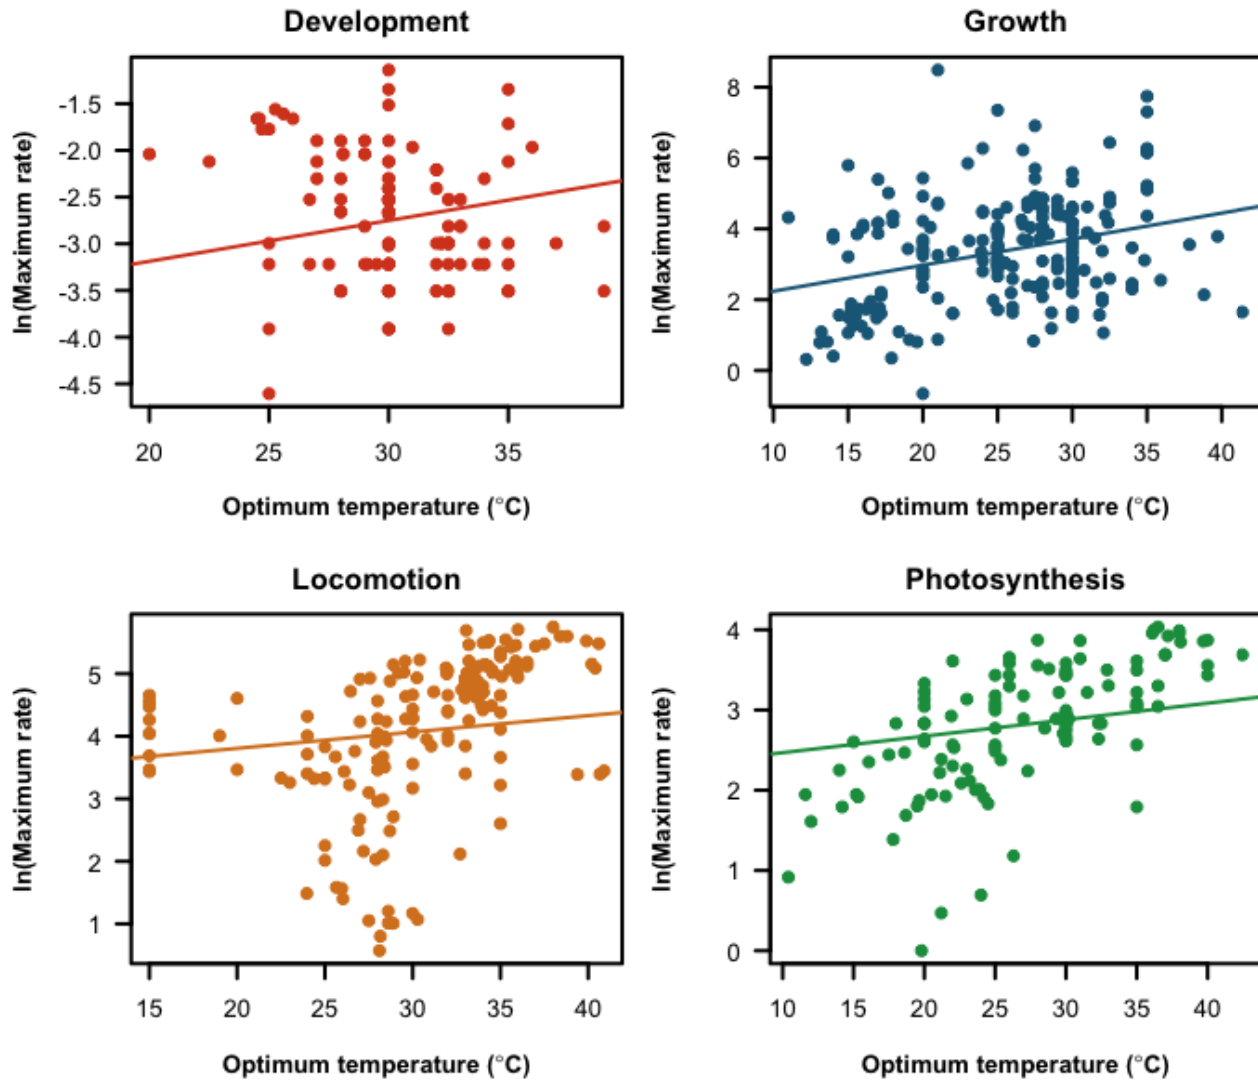 Development
ln(Maximum rate)
-1.5
-2.0
-2.5
-3.0
-3.5
-4.0
-4.5
20 25 30 35
Optimum temperature (°C)
Growth
ln(Maximum rate)
8
6
4
2
0
10 15 20 25 30 35 40
Optimum temperature (°C)
Locomotion
ln(Maximum rate)
5
4
3
2
1
15 20 25 30 35 40
Optimum temperature (°C)
Photosynthesis
ln(Maximum rate)
4
3
2
1
0
10 15 20 25 30 35 40
Optimum temperature (°C)